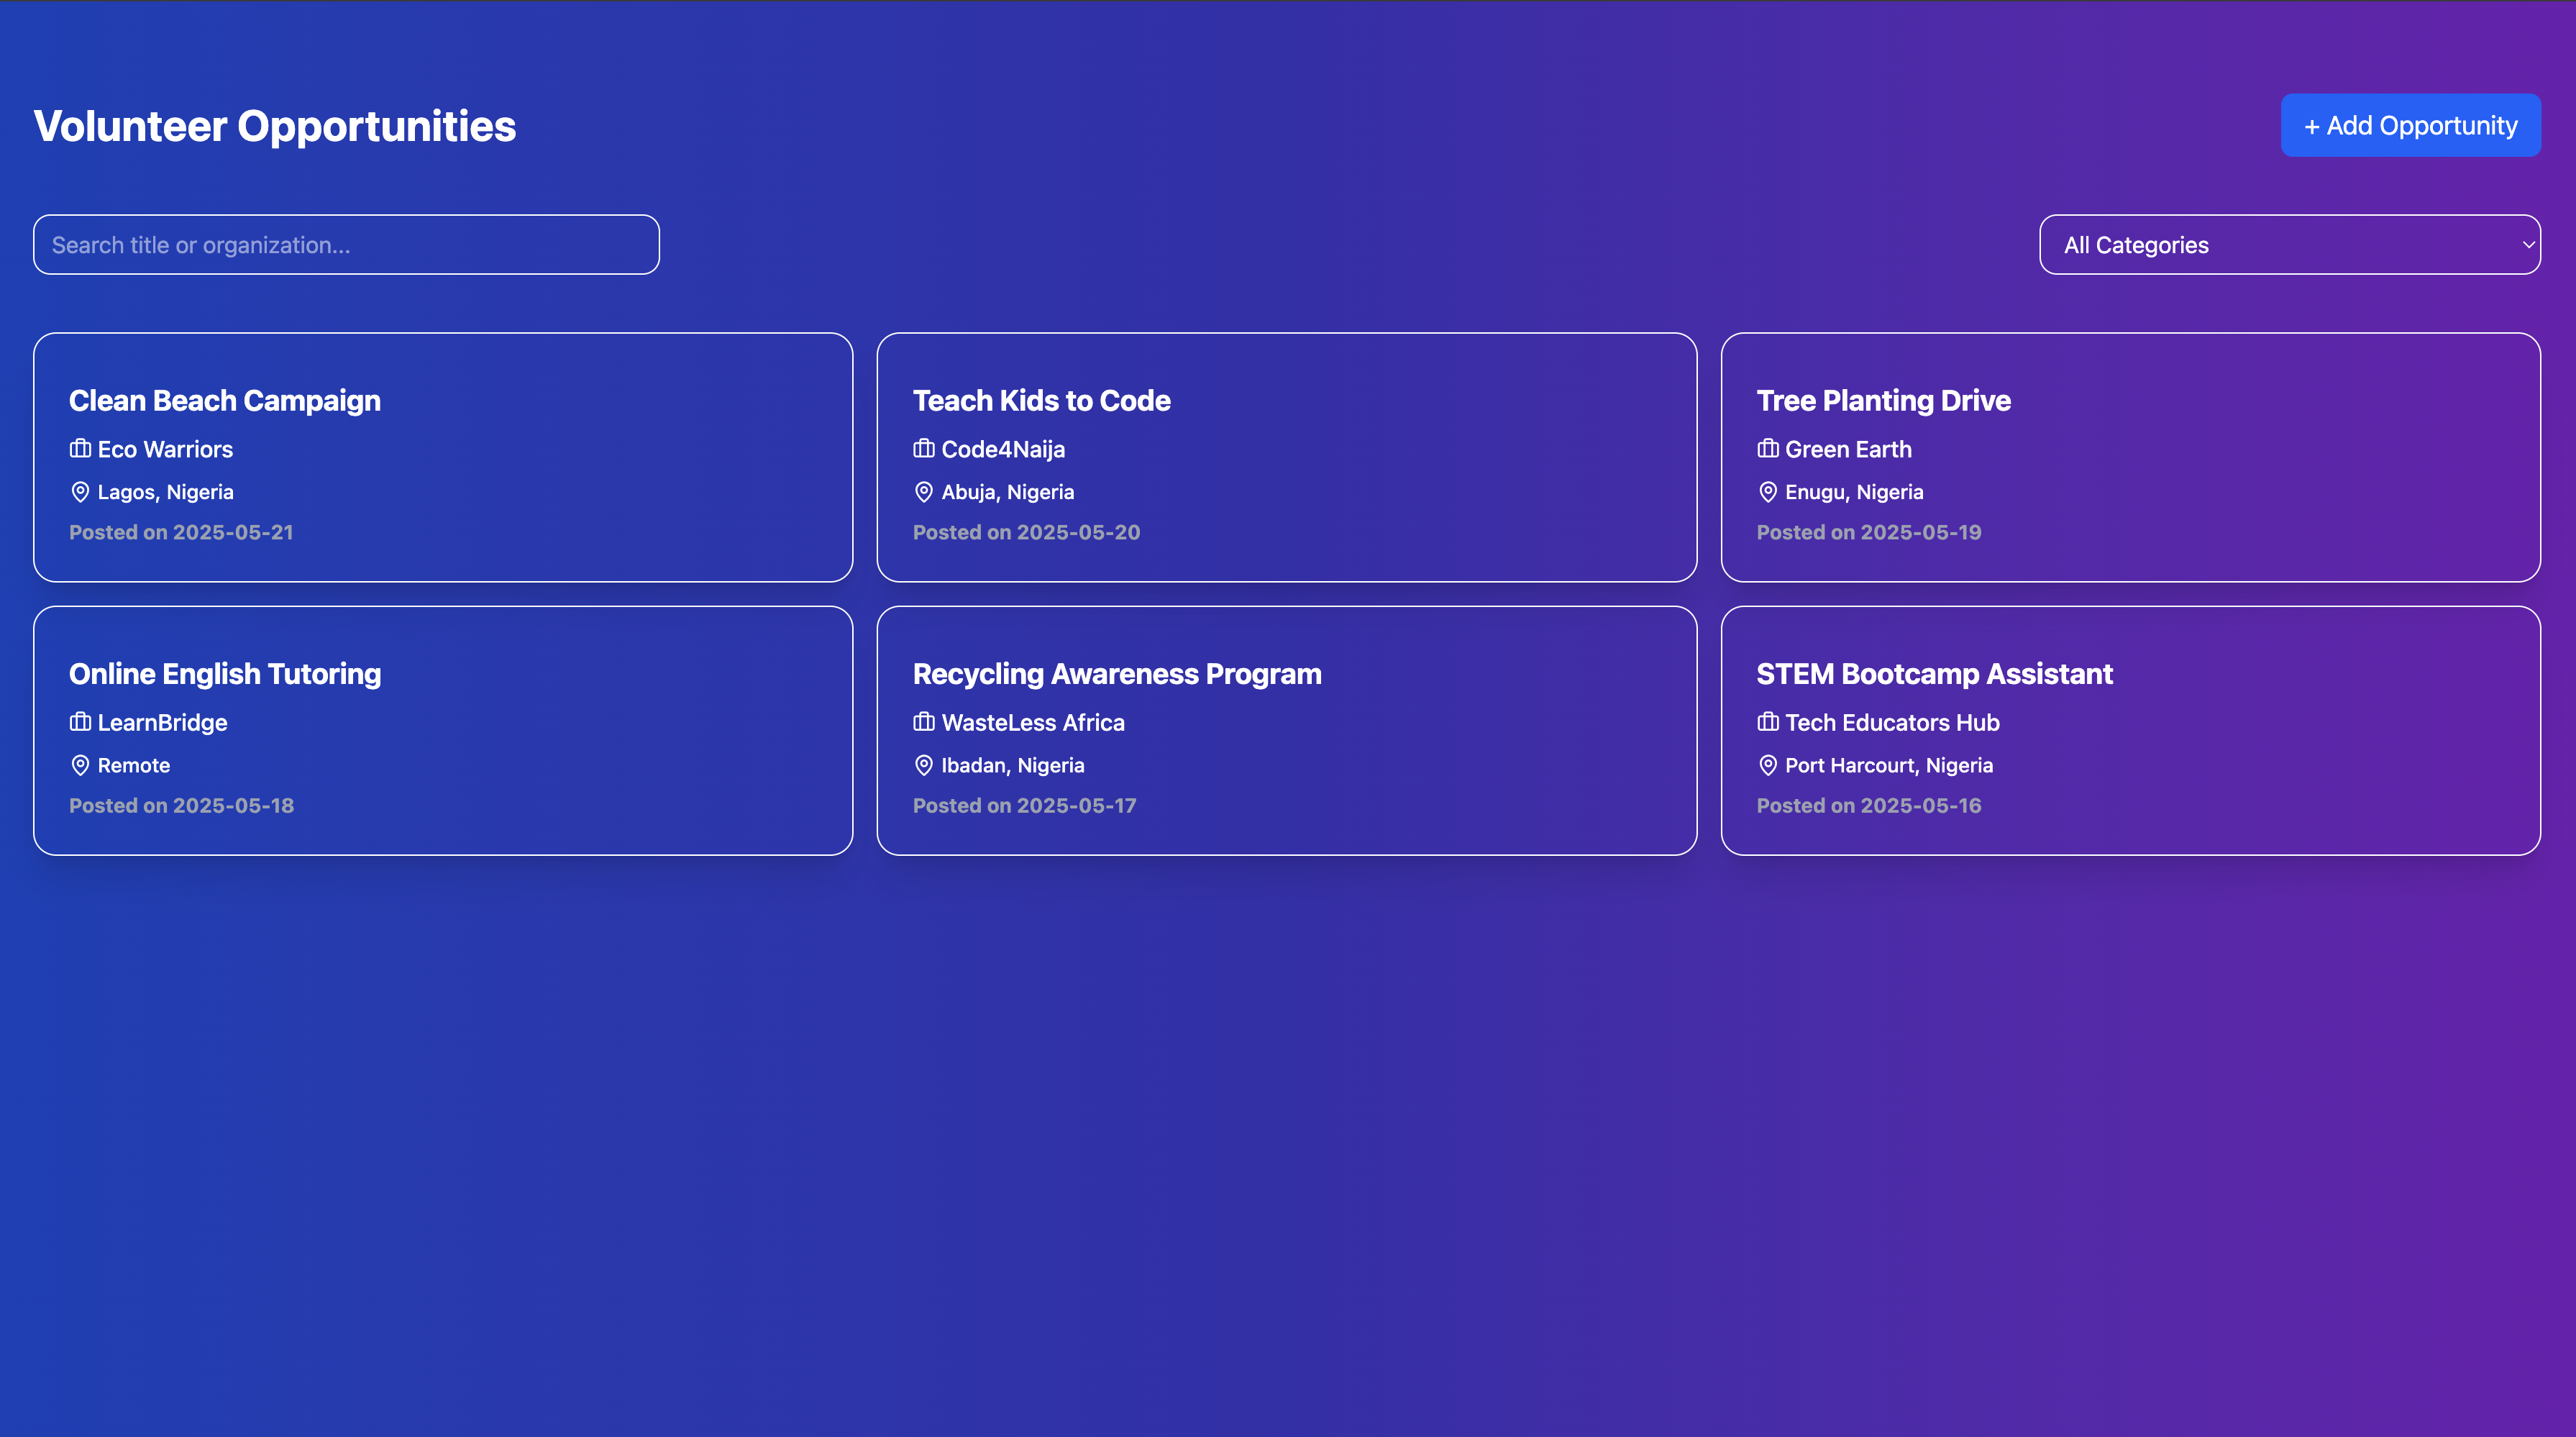 Volunteer Opportunities
+ Add Opportunity
Search title or organization...
All Categories
Clean Beach Campaign
Eco Warriors
Lagos, Nigeria
Posted on 2025-05-21
Teach Kids to Code
Code4Naija
Abuja, Nigeria
Posted on 2025-05-20
Tree Planting Drive
Green Earth
Enugu, Nigeria
Posted on 2025-05-19
Online English Tutoring
LearnBridge
Remote
Posted on 2025-05-18
Recycling Awareness Program
WasteLess Africa
Ibadan, Nigeria
Posted on 2025-05-17
STEM Bootcamp Assistant
Tech Educators Hub
Port Harcourt, Nigeria
Posted on 2025-05-16